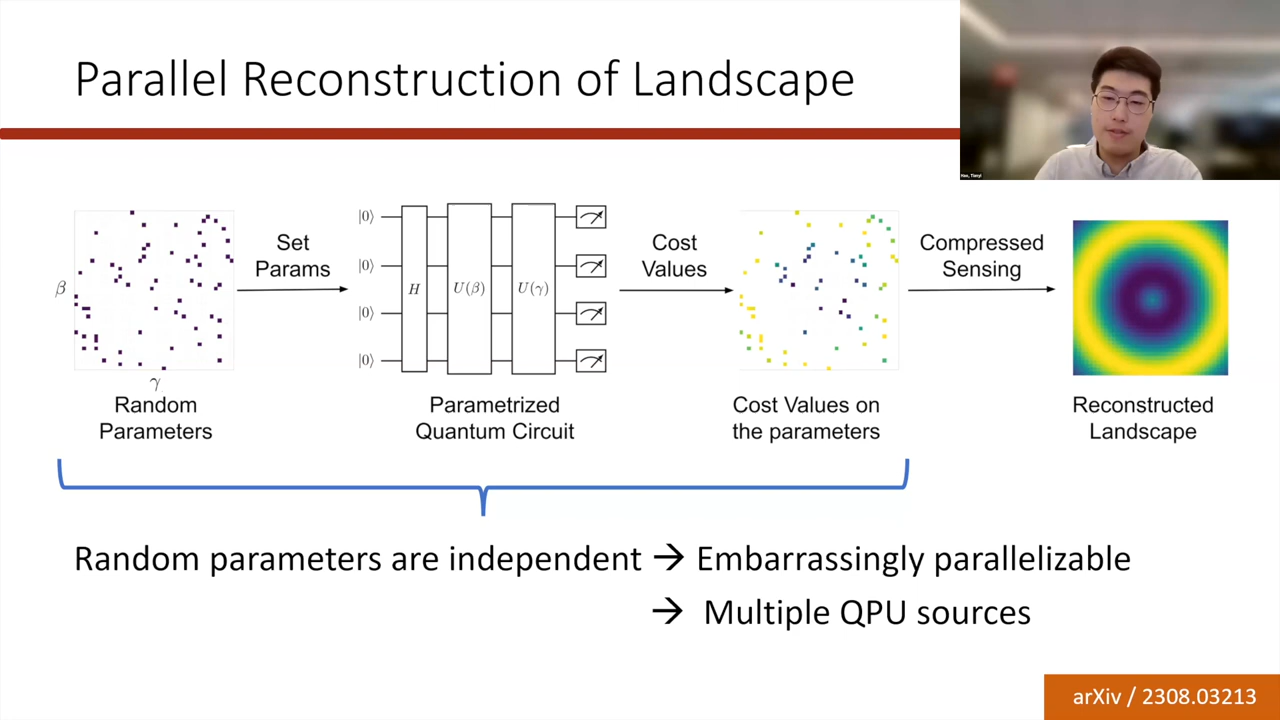 Parallel Reconstruction of Landscape
Hao, Tianyi
β
γ
Random
Parameters
Set
Params
|0⟩
|0⟩
|0⟩
|0⟩
H
U(β)
U(γ)
Parametrized
Quantum Circuit
Cost
Values
Cost Values on
the parameters
Compressed
Sensing
Reconstructed
Landscape
Random parameters are independent → Embarrassingly parallelizable
→ Multiple QPU sources
arXiv / 2308.03213